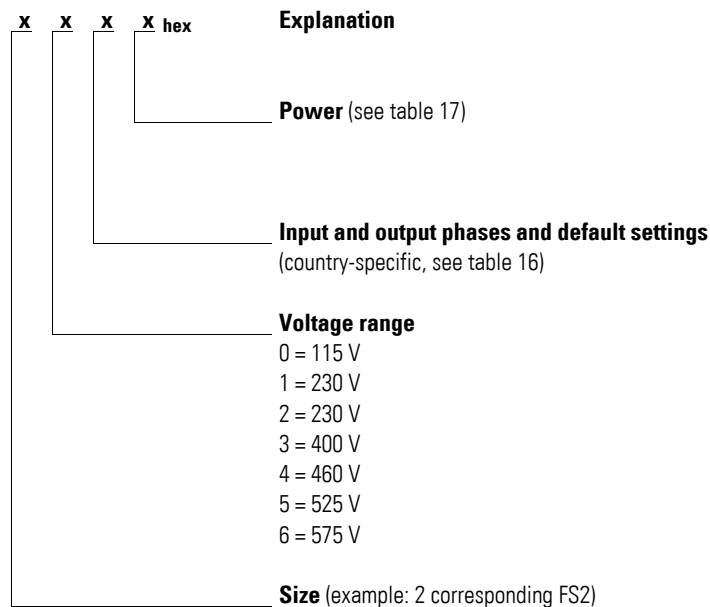 x x x x hex Explanation
Power (see table 17)
Input and output phases and default settings
(country-specific, see table 16)
Voltage range
0 = 115 V
1 = 230 V
2 = 230 V
3 = 400 V
4 = 460 V
5 = 525 V
6 = 575 V
Size (example: 2 corresponding FS2)